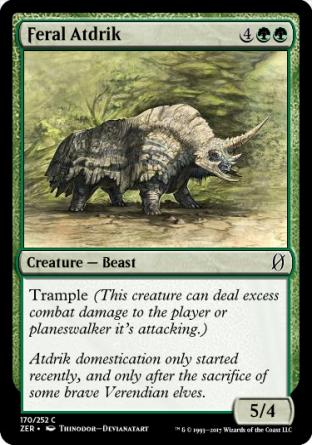 Feral Atdrik 4
Creature — Beast
Trample (This creature can deal excess
combat damage to the player or
planeswalker it's attacking.)
Atdrik domestication only started
recently, and only after the sacrifice of
some brave Verendian elves.
5/4
170/252 C
ZER • Thinodor—Devianatart
™ & © 1993–2017 Wizards of the Coast LLC